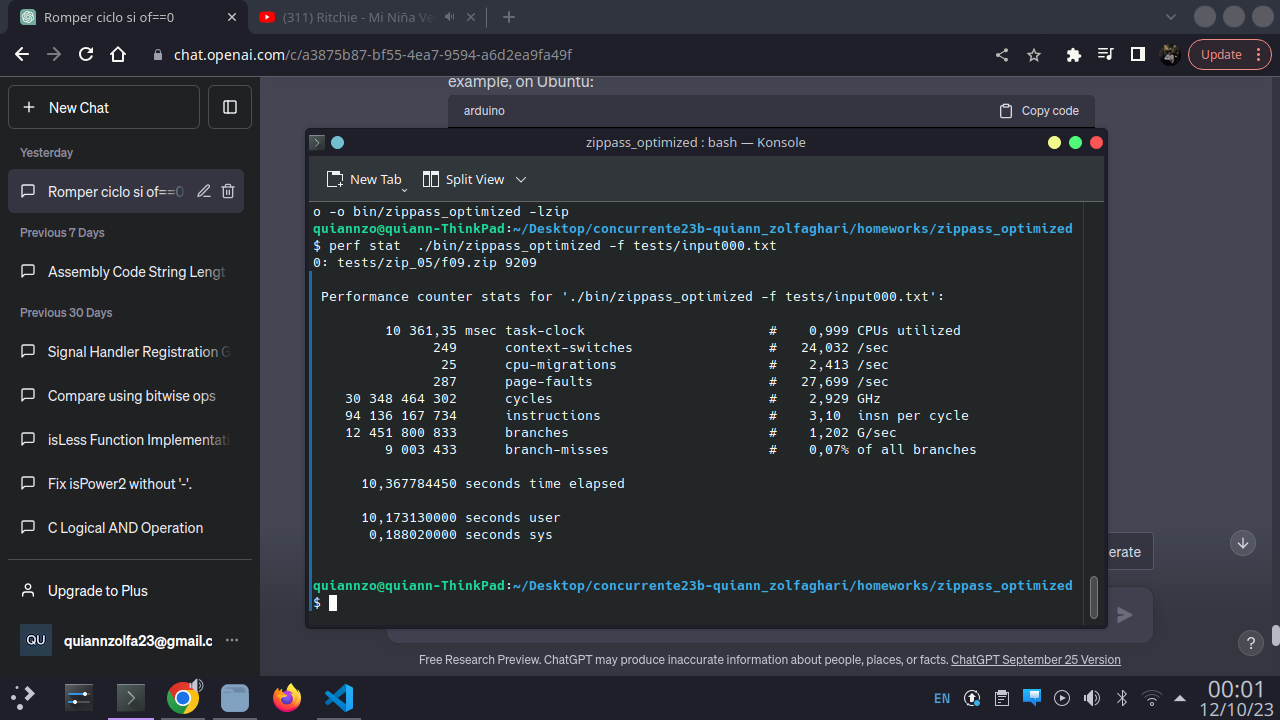 Romper ciclo si of==0
(311) Ritchie - Mi Niña Ve
chat.openai.com/c/a3875b87-bf55-4ea7-9594-a6d2ea9fa49f
Update
New Chat
Yesterday
Romper ciclo si of==0
Previous 7 Days
Assembly Code String Lengt
Previous 30 Days
Signal Handler Registration G
Compare using bitwise ops
isLess Function Implementati
Fix isPower2 without '-'.
C Logical AND Operation
Upgrade to Plus
QU
quiannzolfa23@gmail.c
example, on Ubuntu:
arduino
Copy code
zippass_optimized : bash — Konsole
New Tab
Split View
o -o bin/zippass_optimized -lzip
quiannzo@quiann-ThinkPad:~/Desktop/concurrente23b-quiann_zolfaghari/homeworks/zippass_optimized
$ perf stat  ./bin/zippass_optimized -f tests/input000.txt
0: tests/zip_05/f09.zip 9209
Performance counter stats for './bin/zippass_optimized -f tests/input000.txt':
10 361,35 msec task-clock # 0,999 CPUs utilized
249 context-switches # 24,032 /sec
25 cpu-migrations # 2,413 /sec
287 page-faults # 27,699 /sec
30 348 464 302 cycles # 2,929 GHz
94 136 167 734 instructions # 3,10 insn per cycle
12 451 800 833 branches # 1,202 G/sec
9 003 433 branch-misses # 0,07% of all branches
10,367784450 seconds time elapsed
10,173130000 seconds user
0,188020000 seconds sys
quiannzo@quiann-ThinkPad:~/Desktop/concurrente23b-quiann_zolfaghari/homeworks/zippass_optimized
$
erate
Free Research Preview. ChatGPT may produce inaccurate information about people, places, or facts. ChatGPT September 25 Version
?
EN
00:01
12/10/23